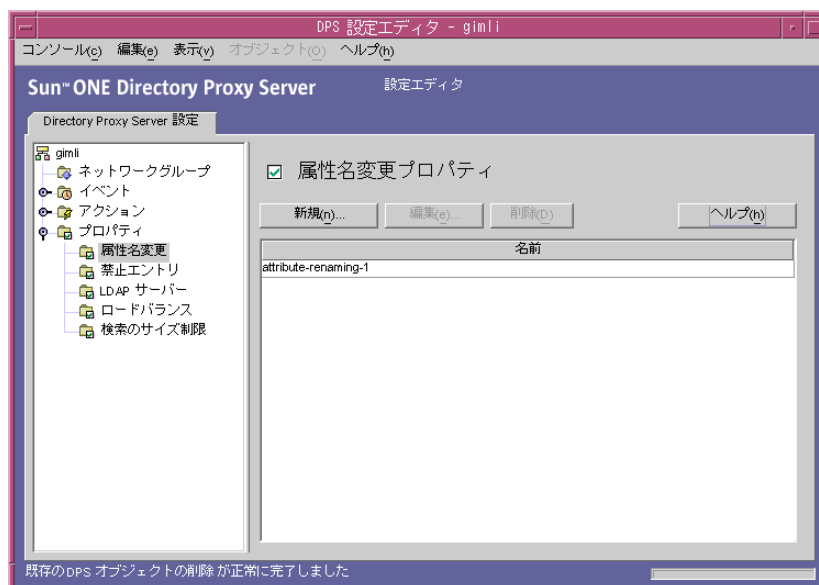 DPS 設定エディタ - gimli
コンソール(c) 編集(e) 表示(v) オブジェクト(O) ヘルプ(h)
Sun™ ONE Directory Proxy Server 設定エディタ
Directory Proxy Server 設定
gimli
ネットワークグループ
イベント
アクション
プロパティ
属性名変更
禁止エントリ
LDAP サーバー
ロードバランス
検索のサイズ制限
属性名変更プロパティ
新規(n)... 編集(e)... 削除(D) ヘルプ(h)
名前
attribute-renaming-1
既存のDPS オブジェクトの削除 が正常に完了しました